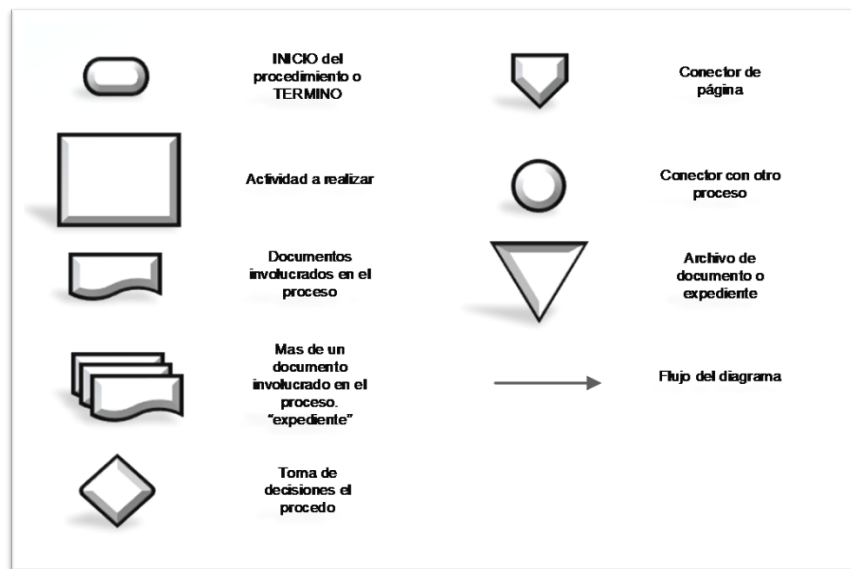 INICIO del
procedimiento o
TERMINO
Actividad a realizar
Documentos
involucrados en el
proceso
Mas de un
documento
involucrado en el
proceso.
“expediente”
Toma de
decisiones el
procedo
Conector de
página
Conector con otro
proceso
Archivo de
documento o
expediente
Flujo del diagrama